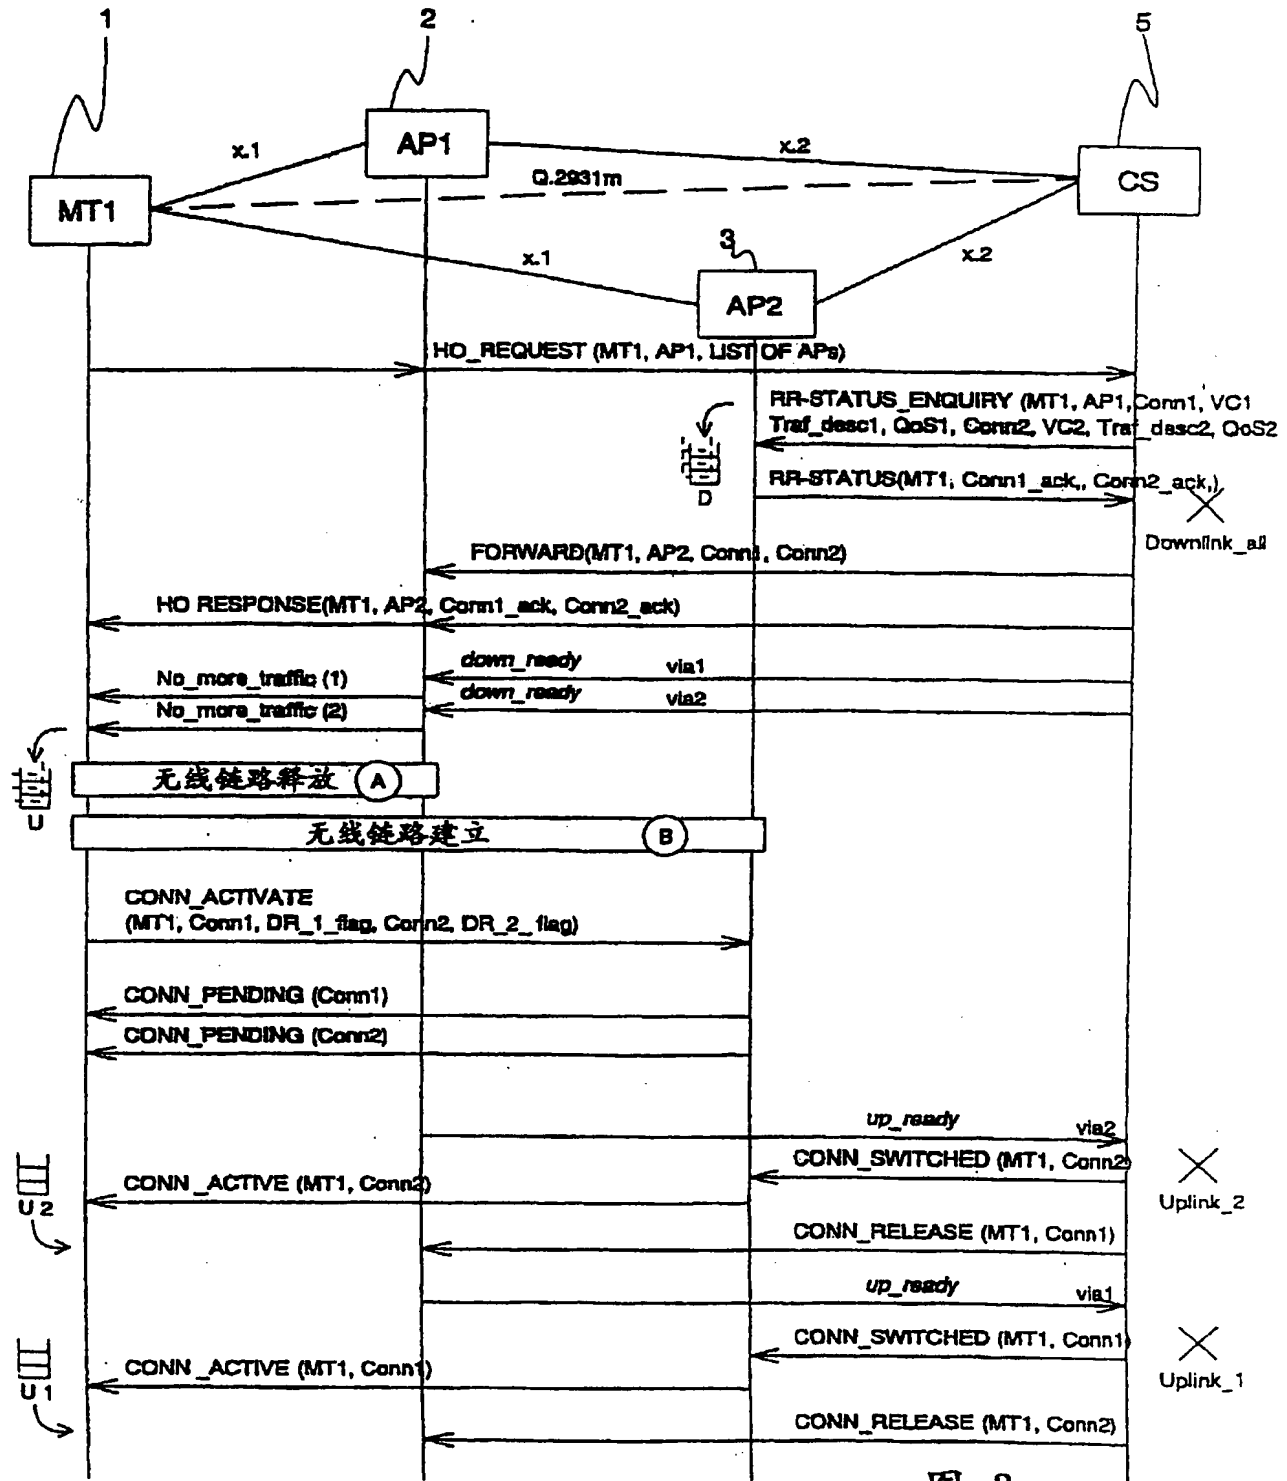 1
2
5
AP1
x.1
x.2
Q.2931m
CS
MT1
3
x.1
x.2
AP2
HO_REQUEST (MT1, AP1, LIST OF APs)
RR-STATUS_ENQUIRY (MT1, AP1,Conn1, VC1
Traf_desc1, QoS1, Conn2, VC2, Traf_desc2, QoS2
RR-STATUS(MT1, Conn1_ack,, Conn2_ack,)
D
Downlink_all
FORWARD(MT1, AP2, Conn1, Conn2)
HO RESPONSE(MT1, AP2, Conn1_ack, Conn2_ack)
down_ready via1
No_more_traffic (1)
down_ready via2
No_more_traffic (2)
无线链路释放 A
U
无线链路建立 B
CONN_ACTIVATE
(MT1, Conn1, DR_1_flag, Conn2, DR_2_flag)
CONN_PENDING (Conn1)
CONN_PENDING (Conn2)
up_ready via2
CONN_SWITCHED (MT1, Conn2)
CONN_ACTIVE (MT1, Conn2)
U2
Uplink_2
CONN_RELEASE (MT1, Conn1)
up_ready via1
CONN_SWITCHED (MT1, Conn1)
CONN_ACTIVE (MT1, Conn1)
U1
Uplink_1
CONN_RELEASE (MT1, Conn2)